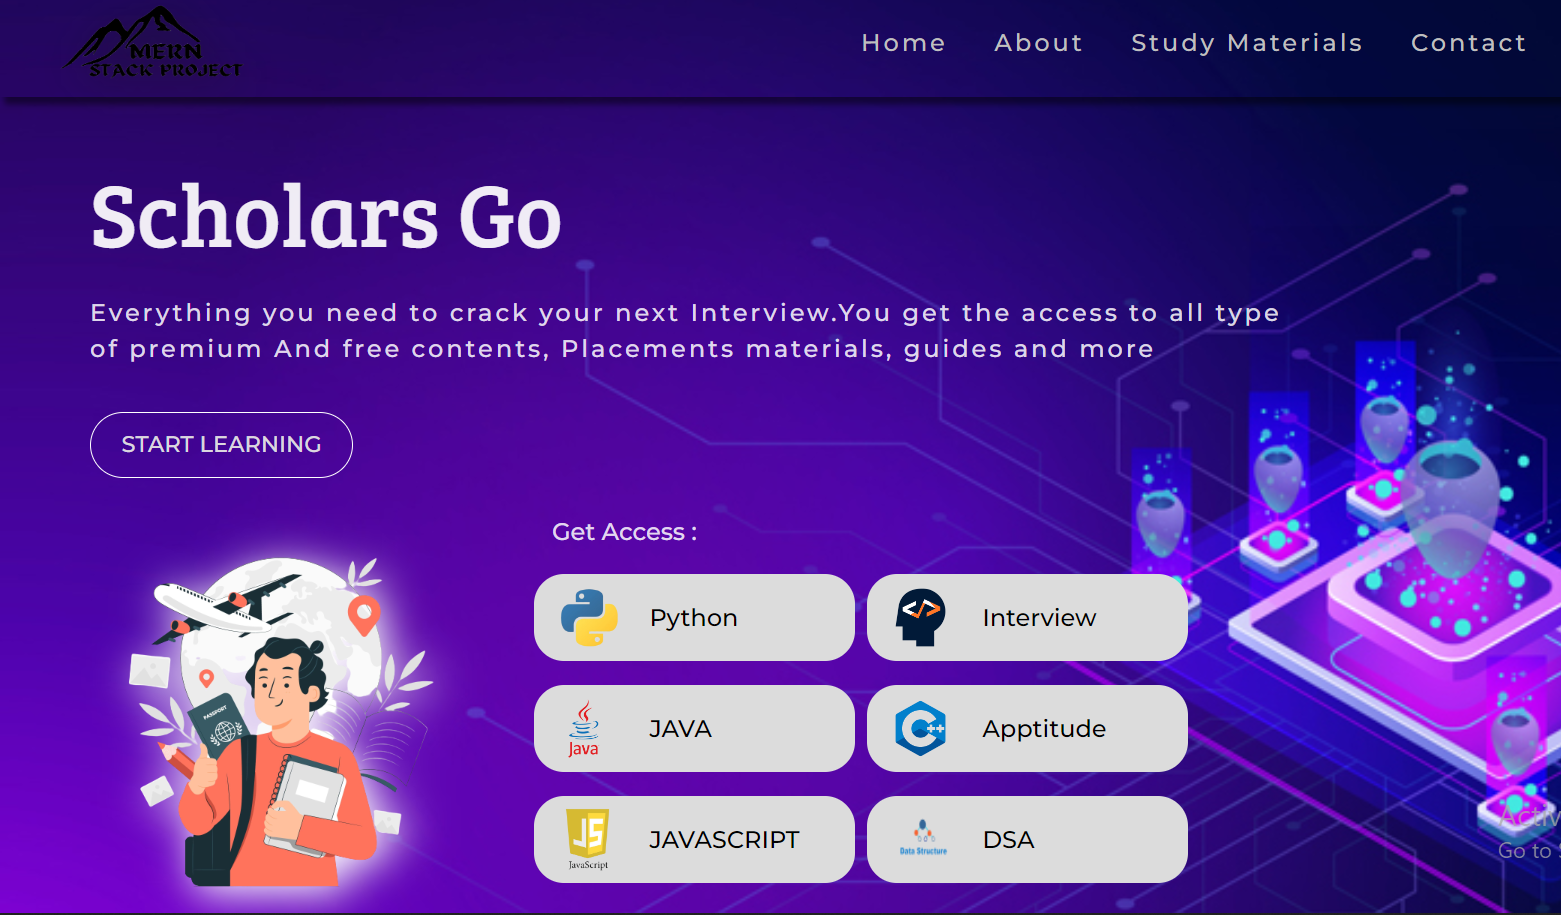 MERN
STACK PROJECT
Home About Study Materials Contact
Scholars Go
Everything you need to crack your next Interview.You get the access to all type
of premium And free contents, Placements materials, guides and more
START LEARNING
Get Access :
Python
Interview
PASSPORT
Java
JAVA
C++
Apptitude
JS
JavaScript
JAVASCRIPT
Data Structure
DSA
Activ
Go to S